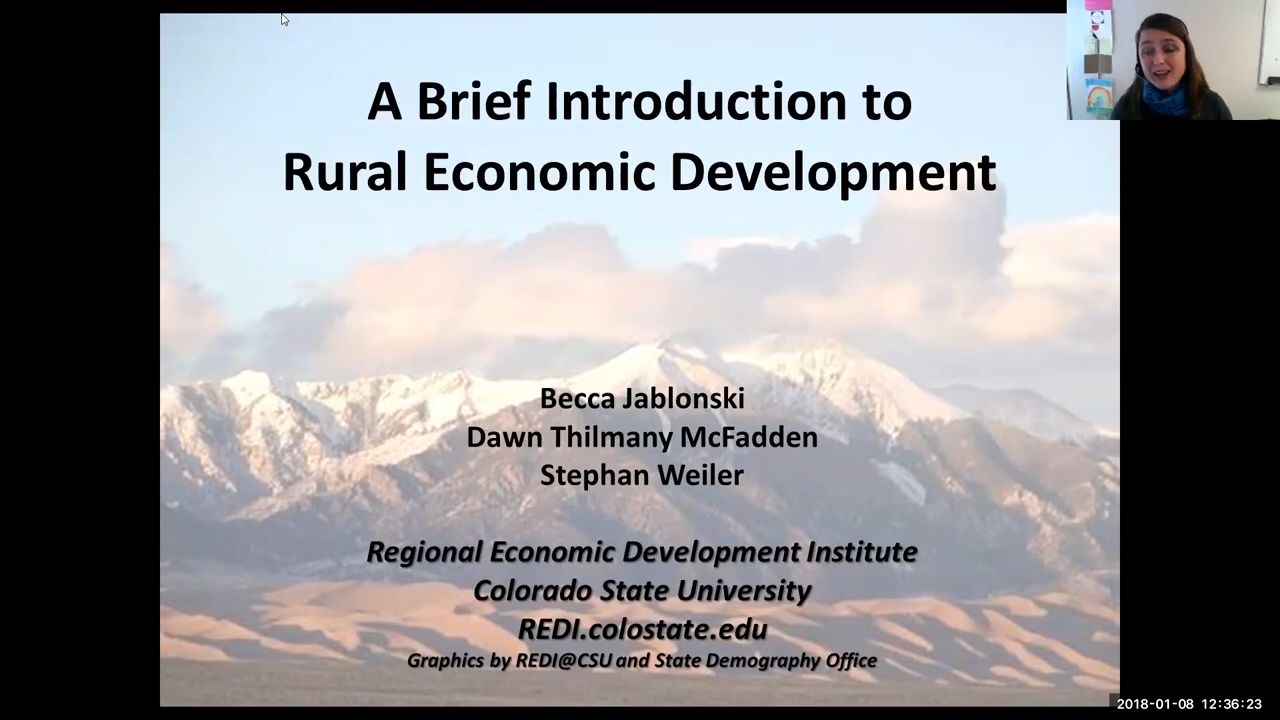 A Brief Introduction to
Rural Economic Development
Becca Jablonski
Dawn Thilmany McFadden
Stephan Weiler
Regional Economic Development Institute
Colorado State University
REDI.colostate.edu
Graphics by REDI@CSU and State Demography Office
2018-01-08 12:36:23